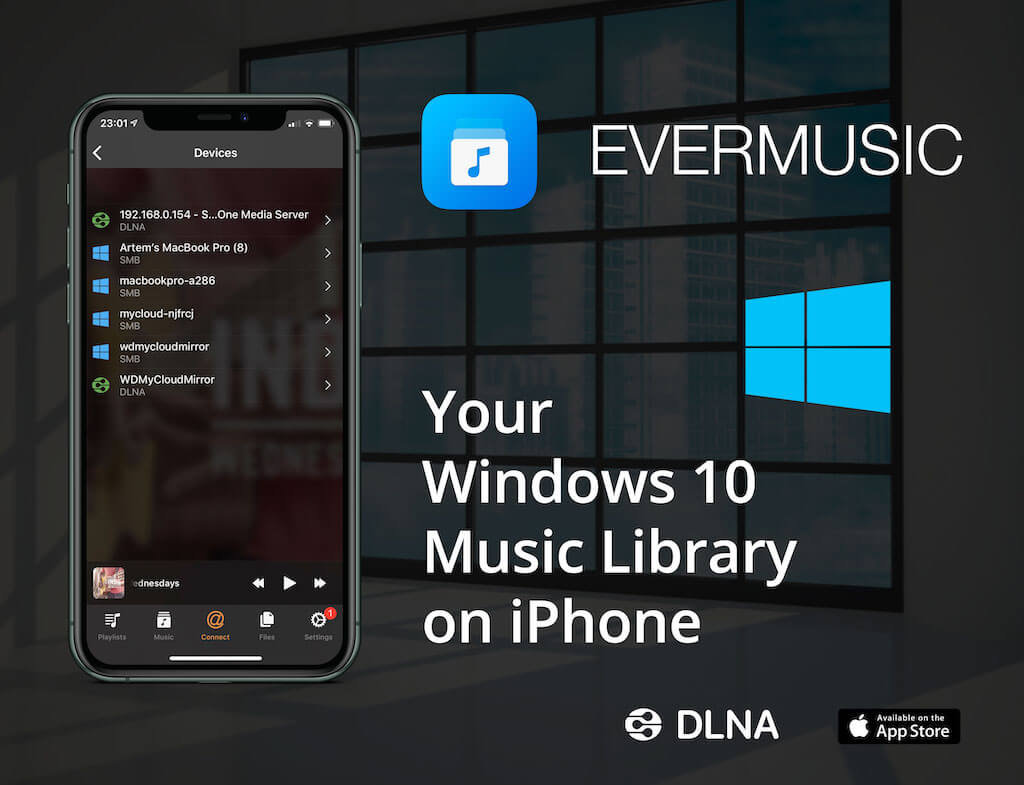 23:01
Devices
192.168.0.154 - S...One Media Server
DLNA
Artem's MacBook Pro (8)
SMB
macbookpro-a286
SMB
mycloud-njfrcj
SMB
wdmycloudmirror
SMB
WDMyCloudMirror
DLNA
IND
WEDNES
ednesdays
1
Playlists Music Connect Files Settings
EVERMUSIC
Your
Windows 10
Music Library
on iPhone
DLNA
Available on the
App Store